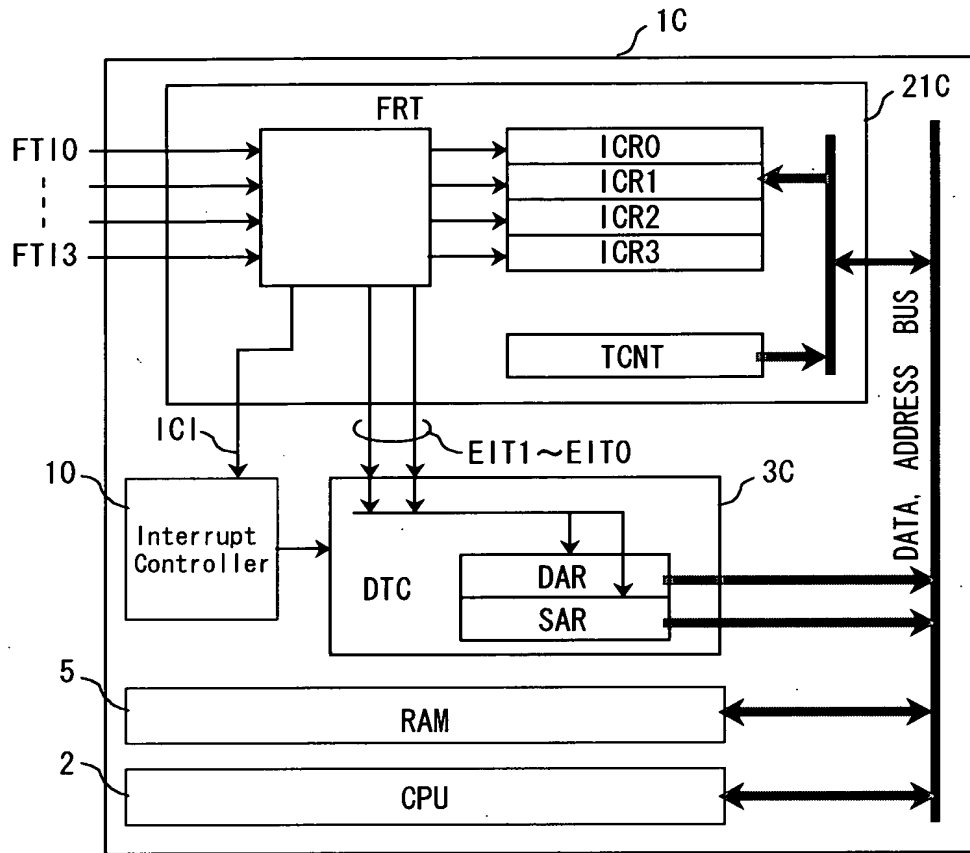 1C
21C
FRT
FTI0
FTI3
ICR0
ICR1
ICR2
ICR3
TCNT
DATA, ADDRESS BUS
ICI
EIT1～EIT0
10
Interrupt
Controller
3C
DTC
DAR
SAR
5
RAM
2
CPU